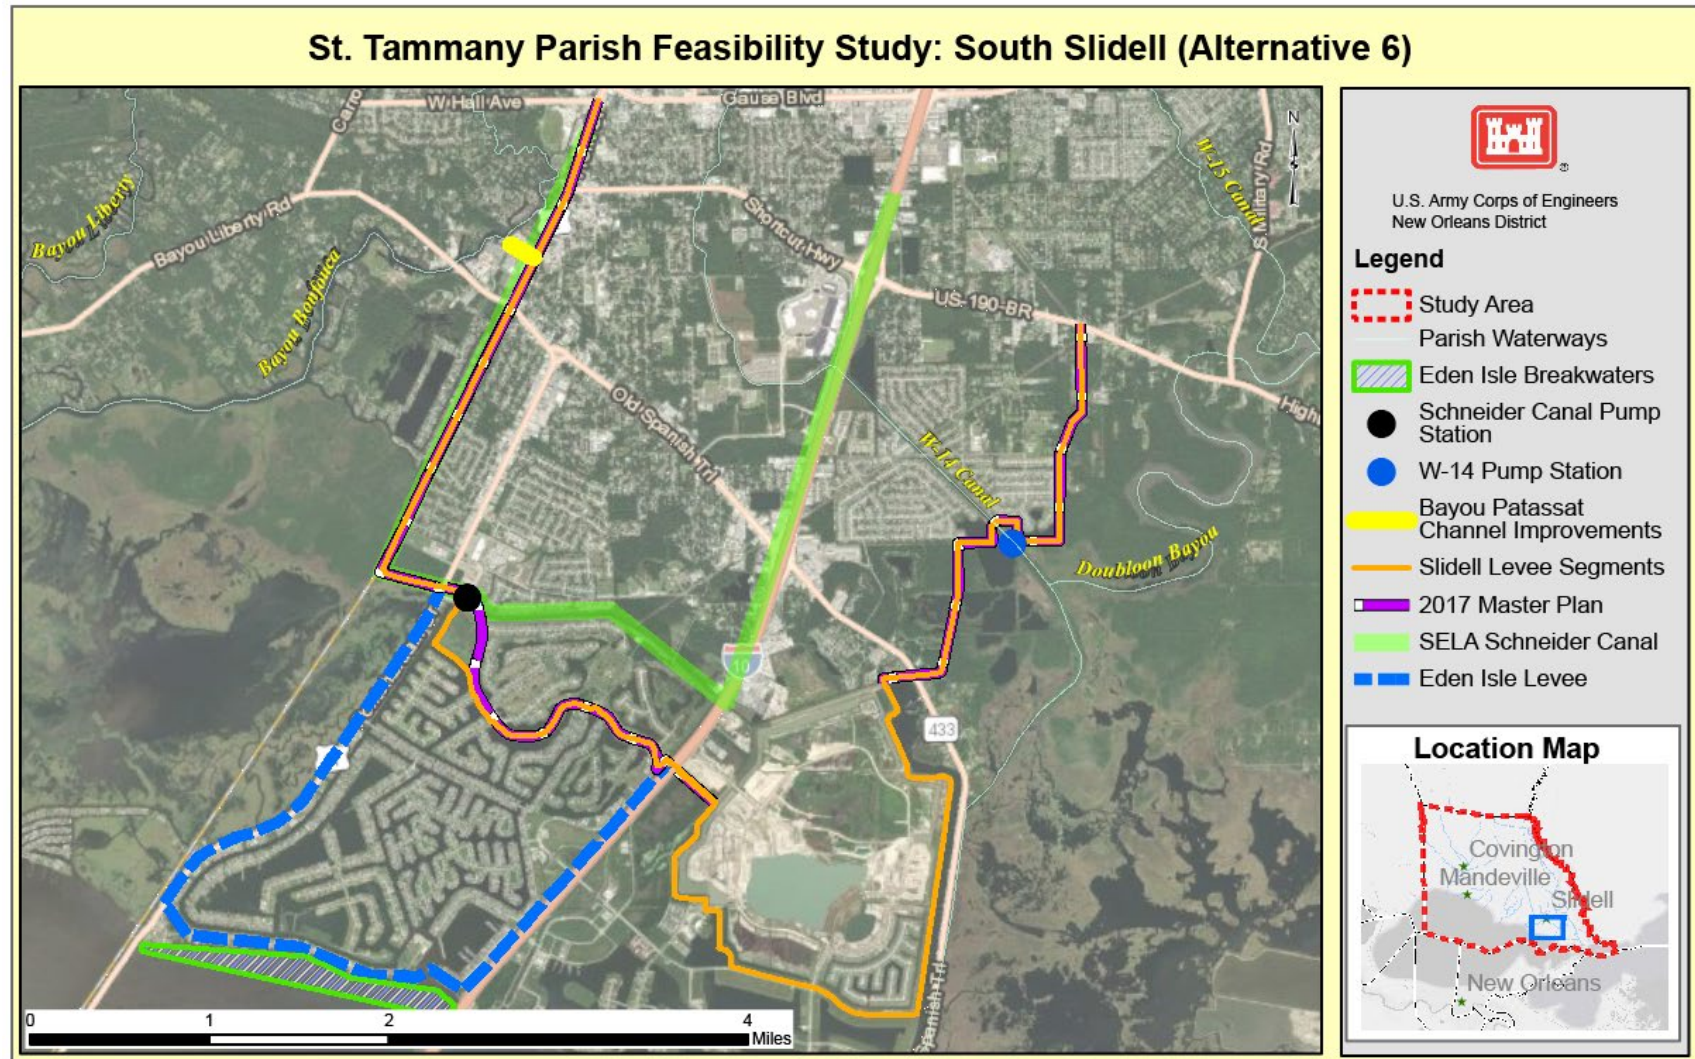 St. Tammany Parish Feasibility Study: South Slidell (Alternative 6)
W Hall Ave
Gause Blvd
Carro
N
W-15 Canal
S Military Rd
Bayou Liberty
Bayou Liberty Rd
Bayou Bonfouca
Shortcut Hwy
US-190-BR
Old Spanish Trl
High
W-14 Canal
Doubloon Bayou
10
433
Spanish Trl
0 1 2 4
Miles
®
U.S. Army Corps of Engineers
New Orleans District
Legend
Study Area
Parish Waterways
Eden Isle Breakwaters
Schneider Canal Pump
Station
W-14 Pump Station
Bayou Patassat
Channel Improvements
Slidell Levee Segments
2017 Master Plan
SELA Schneider Canal
Eden Isle Levee
Location Map
Covington
Mandeville
Slidell
New Orleans